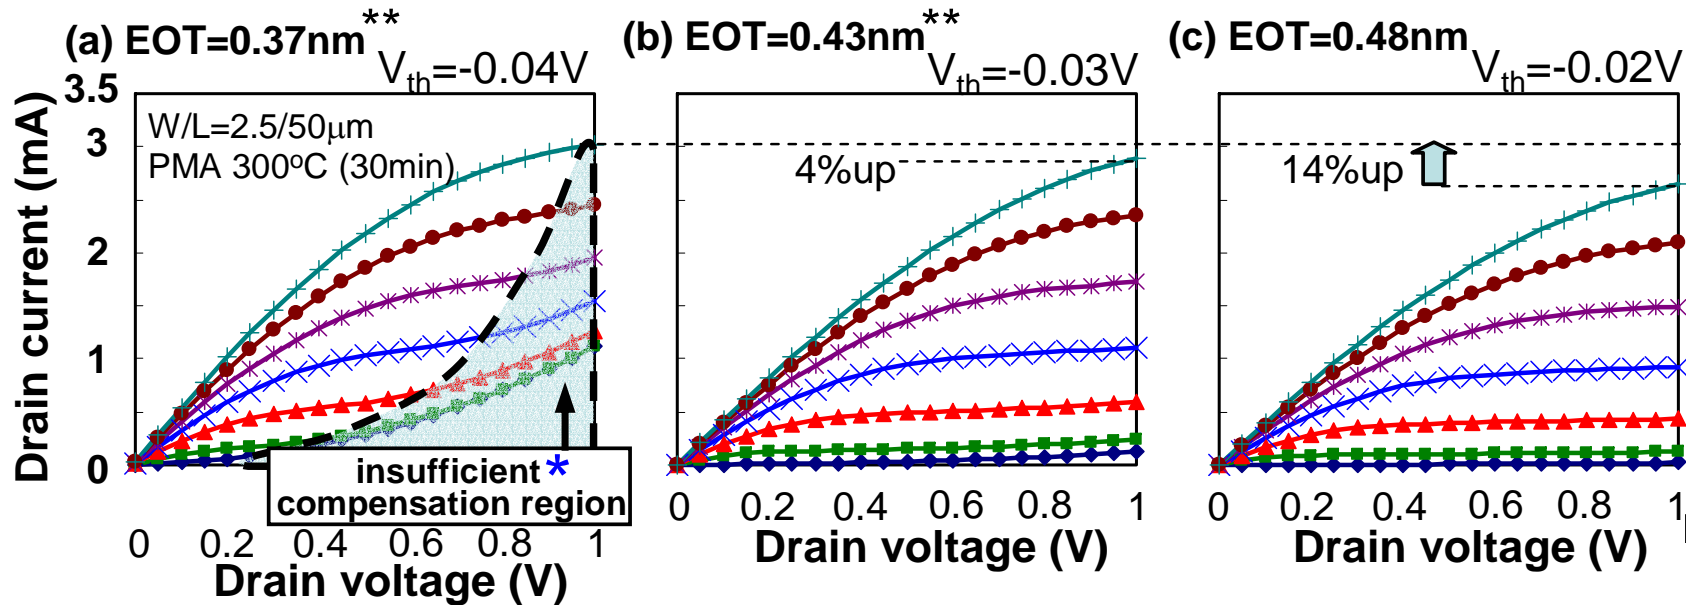 (a) EOT=0.37nm**
Vth=-0.04V
(b) EOT=0.43nm**
Vth=-0.03V
(c) EOT=0.48nm
Vth=-0.02V
Drain current (mA)
3.5
3
2
1
0
W/L=2.5/50μm
PMA 300ºC (30min)
4%up
14%up
insufficient *
compensation region
0 0.2 0.4 0.6 0.8 1
Drain voltage (V)
0 0.2 0.4 0.6 0.8 1
Drain voltage (V)
0 0.2 0.4 0.6 0.8 1
Drain voltage (V)